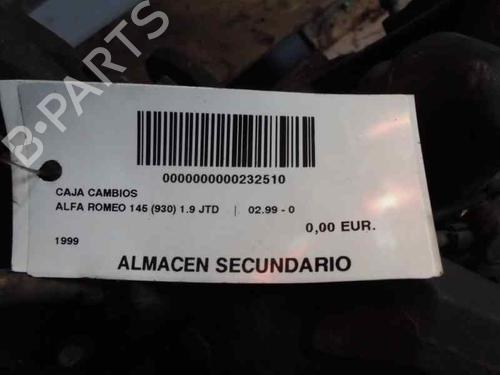 B-PARTS
0000000000232510
CAJA CAMBIOS
ALFA ROMEO 145 (930) 1.9 JTD | 02.99 - 0
0,00 EUR.
1999
ALMACEN SECUNDARIO